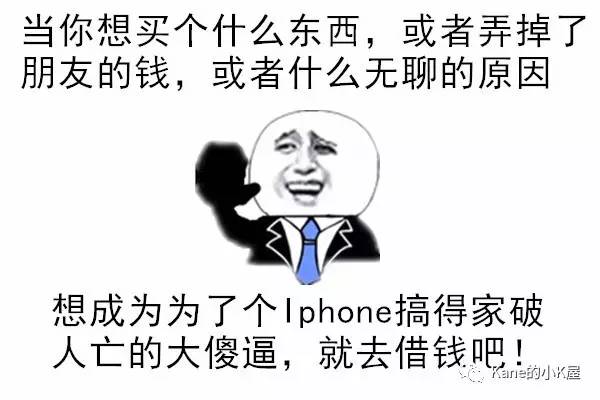 当你想买个什么东西，或者弄掉了
朋友的钱，或者什么无聊的原因
想成为为了个Iphone搞得家破
人亡的大傻逼，就去借钱吧！
Kane的小K屋